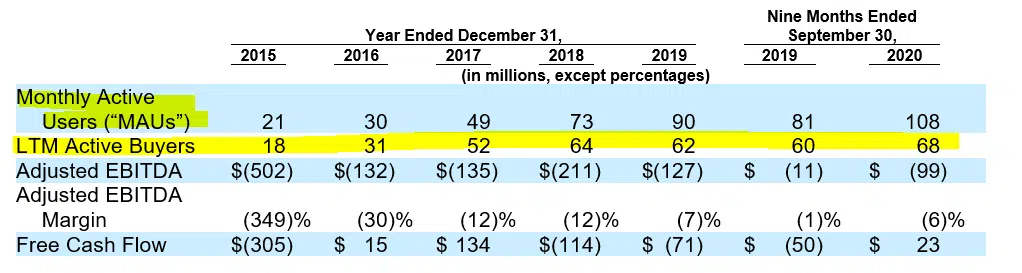 Nine Months Ended
Year Ended December 31, September 30,
2015 2016 2017 2018 2019 2019 2020
(in millions, except percentages)
Monthly Active
Users (“MAUs”) 21 30 49 73 90 81 108
LTM Active Buyers 18 31 52 64 62 60 68
Adjusted EBITDA $(502) $(132) $(135) $(211) $(127) $ (11) $ (99)
Adjusted EBITDA
Margin (349)% (30)% (12)% (12)% (7)% (1)% (6)%
Free Cash Flow $(305) $ 15 $ 134 $(114) $ (71) $ (50) $ 23